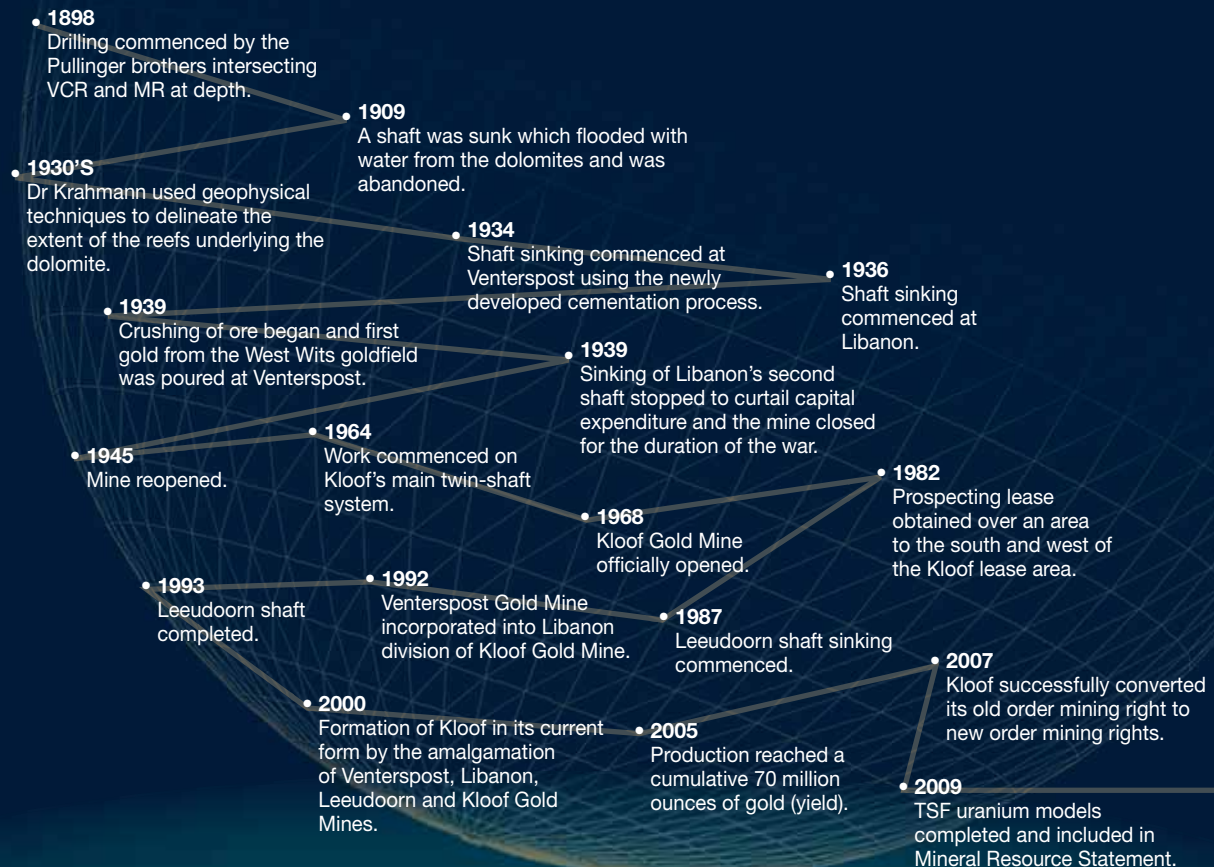 1898
Drilling commenced by the
Pullinger brothers intersecting
VCR and MR at depth.
1909
A shaft was sunk which flooded with
water from the dolomites and was
abandoned.
1930'S
Dr Krahmann used geophysical
techniques to delineate the
extent of the reefs underlying the
dolomite.
1934
Shaft sinking commenced at
Venterspost using the newly
developed cementation process.
1936
Shaft sinking
commenced at
Libanon.
1939
Crushing of ore began and first
gold from the West Wits goldfield
was poured at Venterspost.
1939
Sinking of Libanon's second
shaft stopped to curtail capital
expenditure and the mine closed
for the duration of the war.
1945
Mine reopened.
1964
Work commenced on
Kloof's main twin-shaft
system.
1968
Kloof Gold Mine
officially opened.
1982
Prospecting lease
obtained over an area
to the south and west of
the Kloof lease area.
1987
Leeudoorn shaft sinking
commenced.
1992
Venterspost Gold Mine
incorporated into Libanon
division of Kloof Gold Mine.
1993
Leeudoorn shaft
completed.
2000
Formation of Kloof in its current
form by the amalgamation
of Venterspost, Libanon,
Leeudoorn and Kloof Gold
Mines.
2005
Production reached a
cumulative 70 million
ounces of gold (yield).
2007
Kloof successfully converted
its old order mining right to
new order mining rights.
2009
TSF uranium models
completed and included in
Mineral Resource Statement.